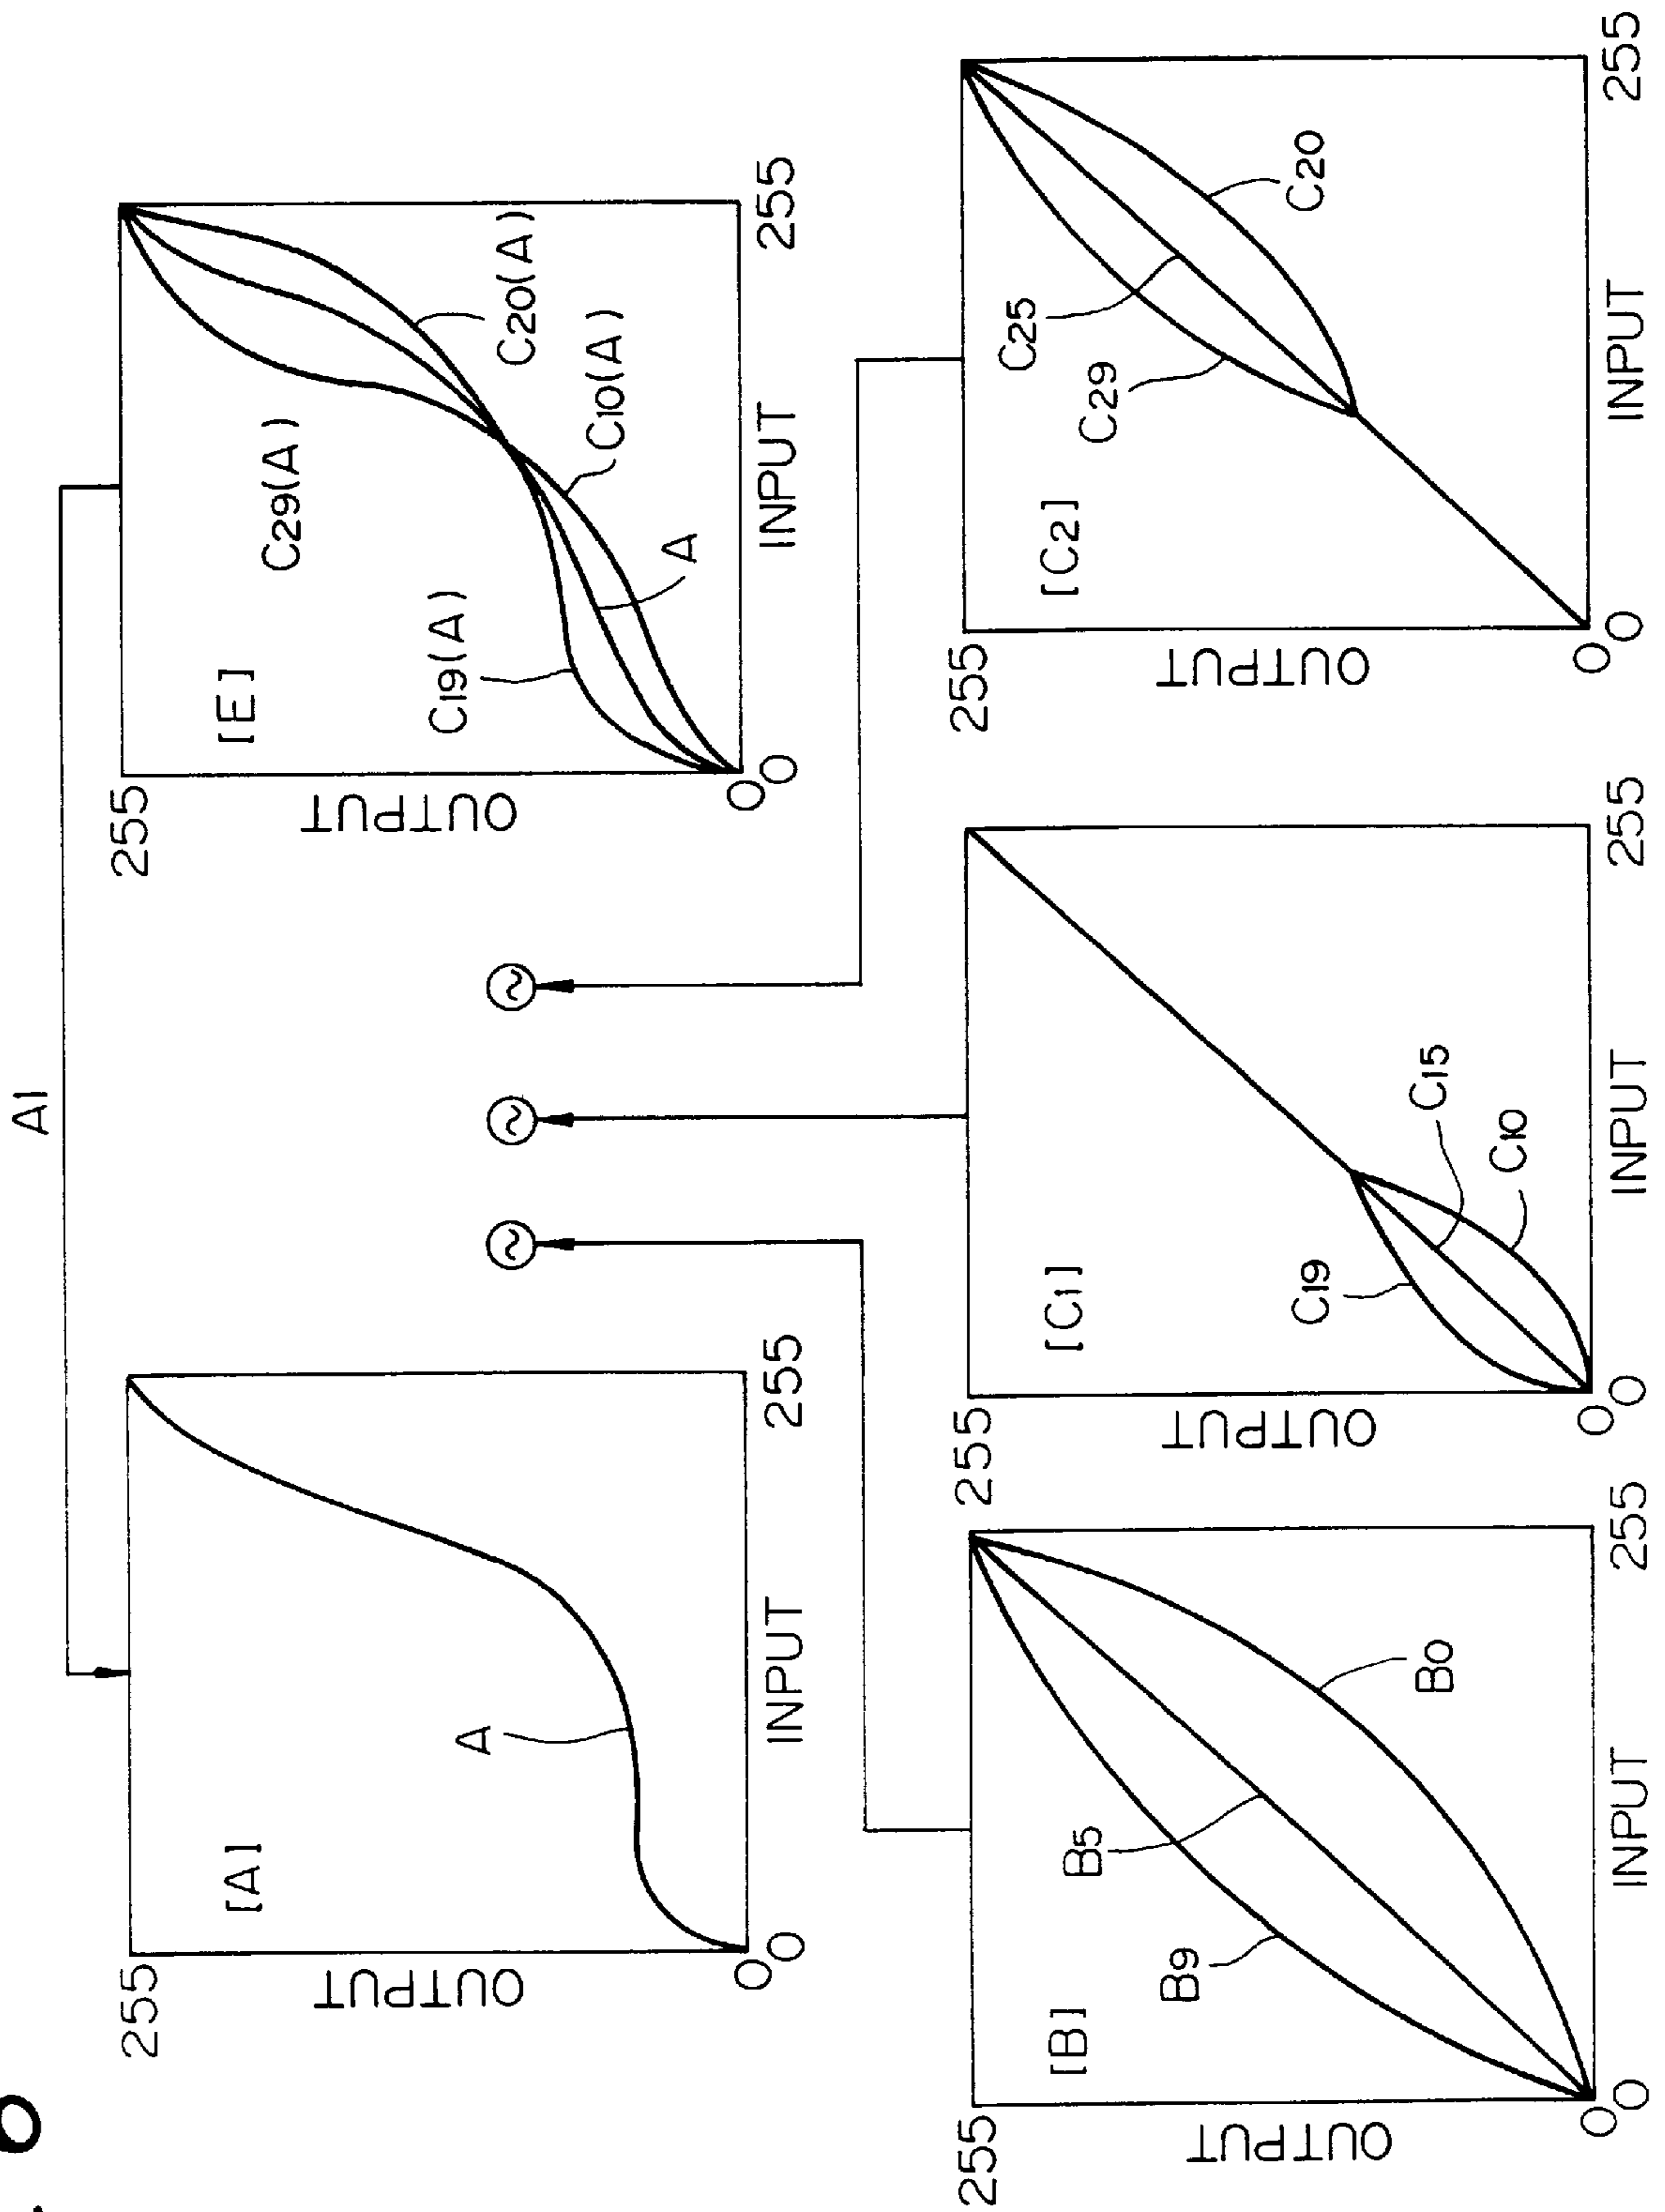 A1
[A]
255
OUTPUT
0
0
INPUT
255
A
[E]
255
OUTPUT
0
0
INPUT
255
C19(A)
C29(A)
A
C10(A)
C20(A)
[B]
255
OUTPUT
0
0
INPUT
255
B9
B5
B0
[C1]
255
OUTPUT
0
0
INPUT
255
C19
C15
C10
[C2]
255
OUTPUT
0
0
INPUT
255
C29
C25
C20